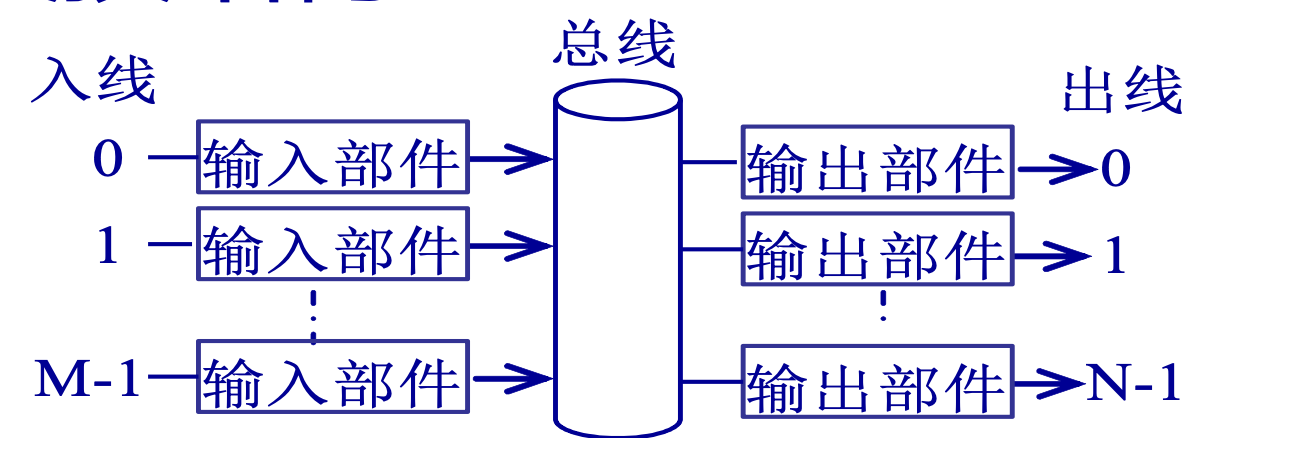 总线
入线 出线
0 输入部件 输出部件 0
1 输入部件 输出部件 1
M-1 输入部件 输出部件 N-1